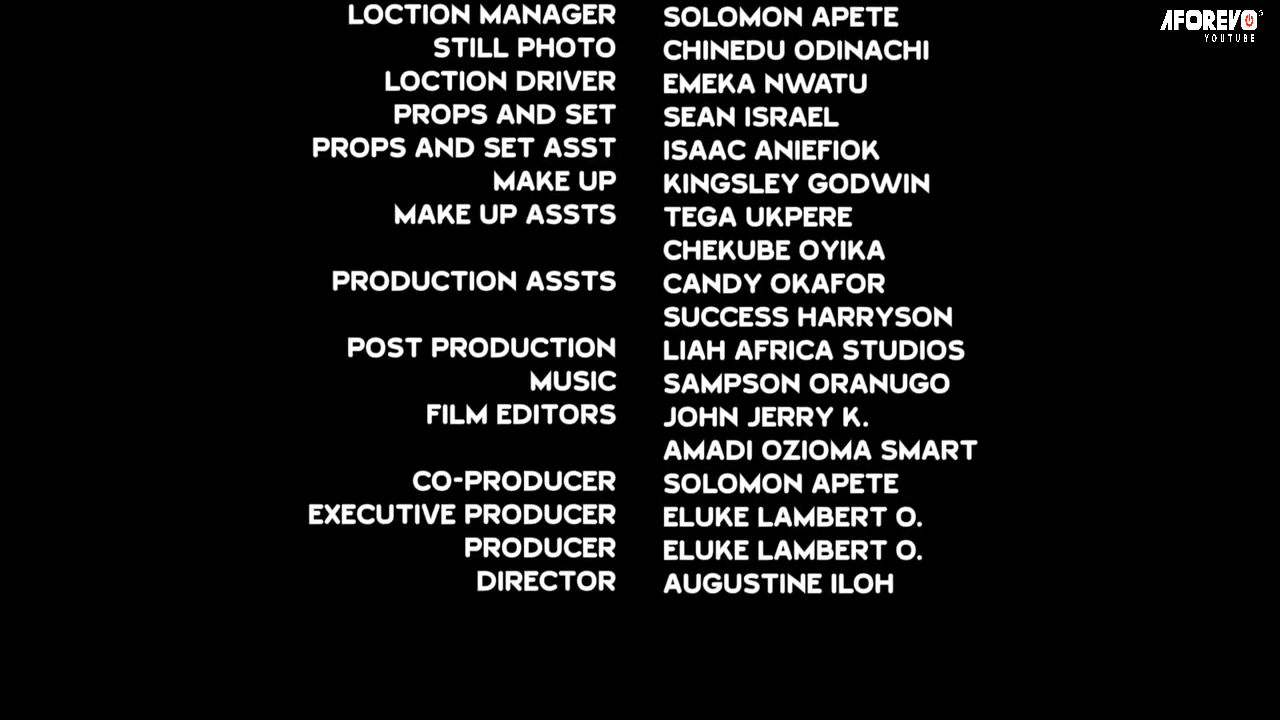 LOCTION MANAGER SOLOMON APETE
STILL PHOTO CHINEDU ODINACHI
LOCTION DRIVER EMEKA NWATU
PROPS AND SET SEAN ISRAEL
PROPS AND SET ASST ISAAC ANIEFIOK
MAKE UP KINGSLEY GODWIN
MAKE UP ASSTS TEGA UKPERE
CHEKUBE OYIKA
PRODUCTION ASSTS CANDY OKAFOR
SUCCESS HARRYSON
POST PRODUCTION LIAH AFRICA STUDIOS
MUSIC SAMPSON ORANUGO
FILM EDITORS JOHN JERRY K.
AMADI OZIOMA SMART
CO-PRODUCER SOLOMON APETE
EXECUTIVE PRODUCER ELUKE LAMBERT O.
PRODUCER ELUKE LAMBERT O.
DIRECTOR AUGUSTINE ILOH
AFOREVO
YOUTUBE